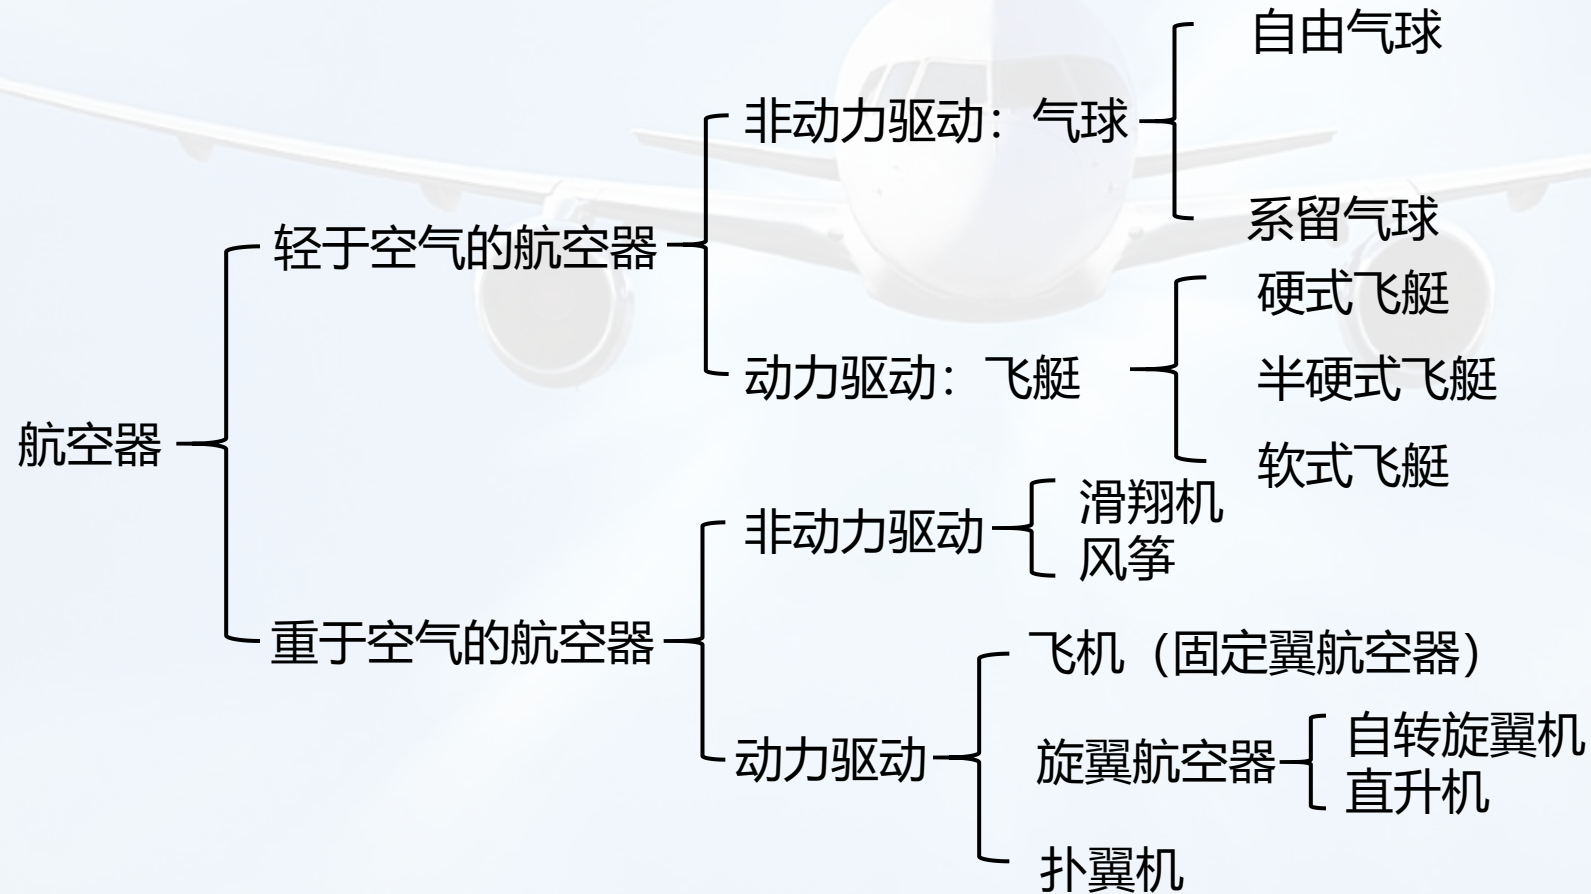 自由气球
非动力驱动：气球
系留气球
轻于空气的航空器
硬式飞艇
动力驱动：飞艇
半硬式飞艇
航空器
软式飞艇
滑翔机
非动力驱动
风筝
重于空气的航空器
飞机（固定翼航空器）
自转旋翼机
动力驱动
旋翼航空器
直升机
扑翼机